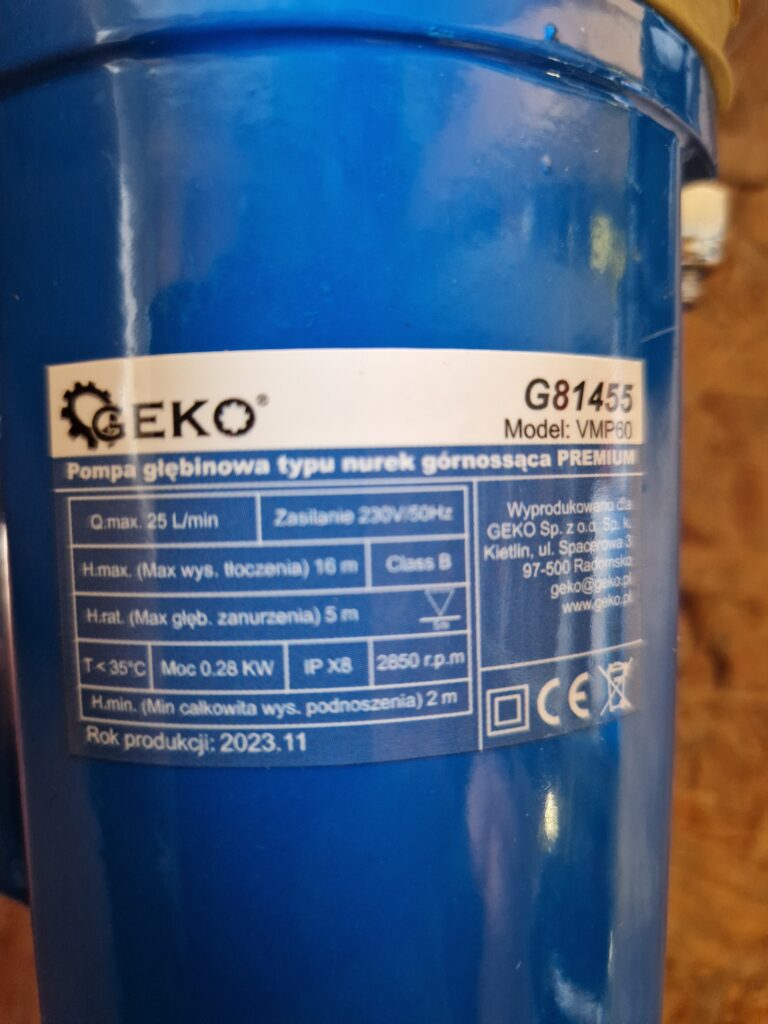 GEKO®
G81455
Model: VMP60
Pompa głębinowa typu nurek górnossąca PREMIUM
Q.max. 25 L/min
Zasilanie 230V/50Hz
H.max. (Max wys. tłoczenia) 16 m
Class B
H.rat. (Max głęb. zanurzenia) 5 m
5m
T < 35°C
Moc 0.28 KW
IP X8
2850 r.p.m
H.min. (Min całkowita wys. podnoszenia) 2 m
Rok produkcji: 2023.11
Wyprodukowano dla
GEKO Sp. z o.o. Sp. k.
Kietlin, ul. Spacerowa 3
97-500 Radomsko
geko@geko.pl
www.geko.pl
CE